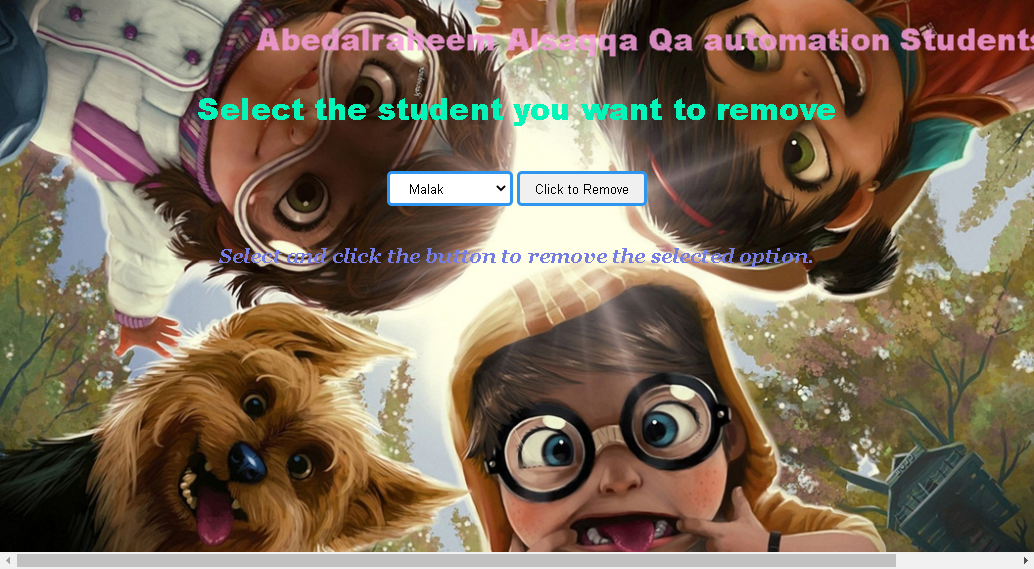 Abedalraheem Alsaqqa Qa automation Students
Select the student you want to remove
Malak Click to Remove
Select and click the button to remove the selected option.